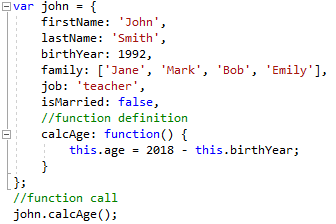 var john = {
firstName: 'John',
lastName: 'Smith',
birthYear: 1992,
family: ['Jane', 'Mark', 'Bob', 'Emily'],
job: 'teacher',
isMarried: false,
//function definition
calcAge: function() {
this.age = 2018 - this.birthYear;
}
};
//function call
john.calcAge();